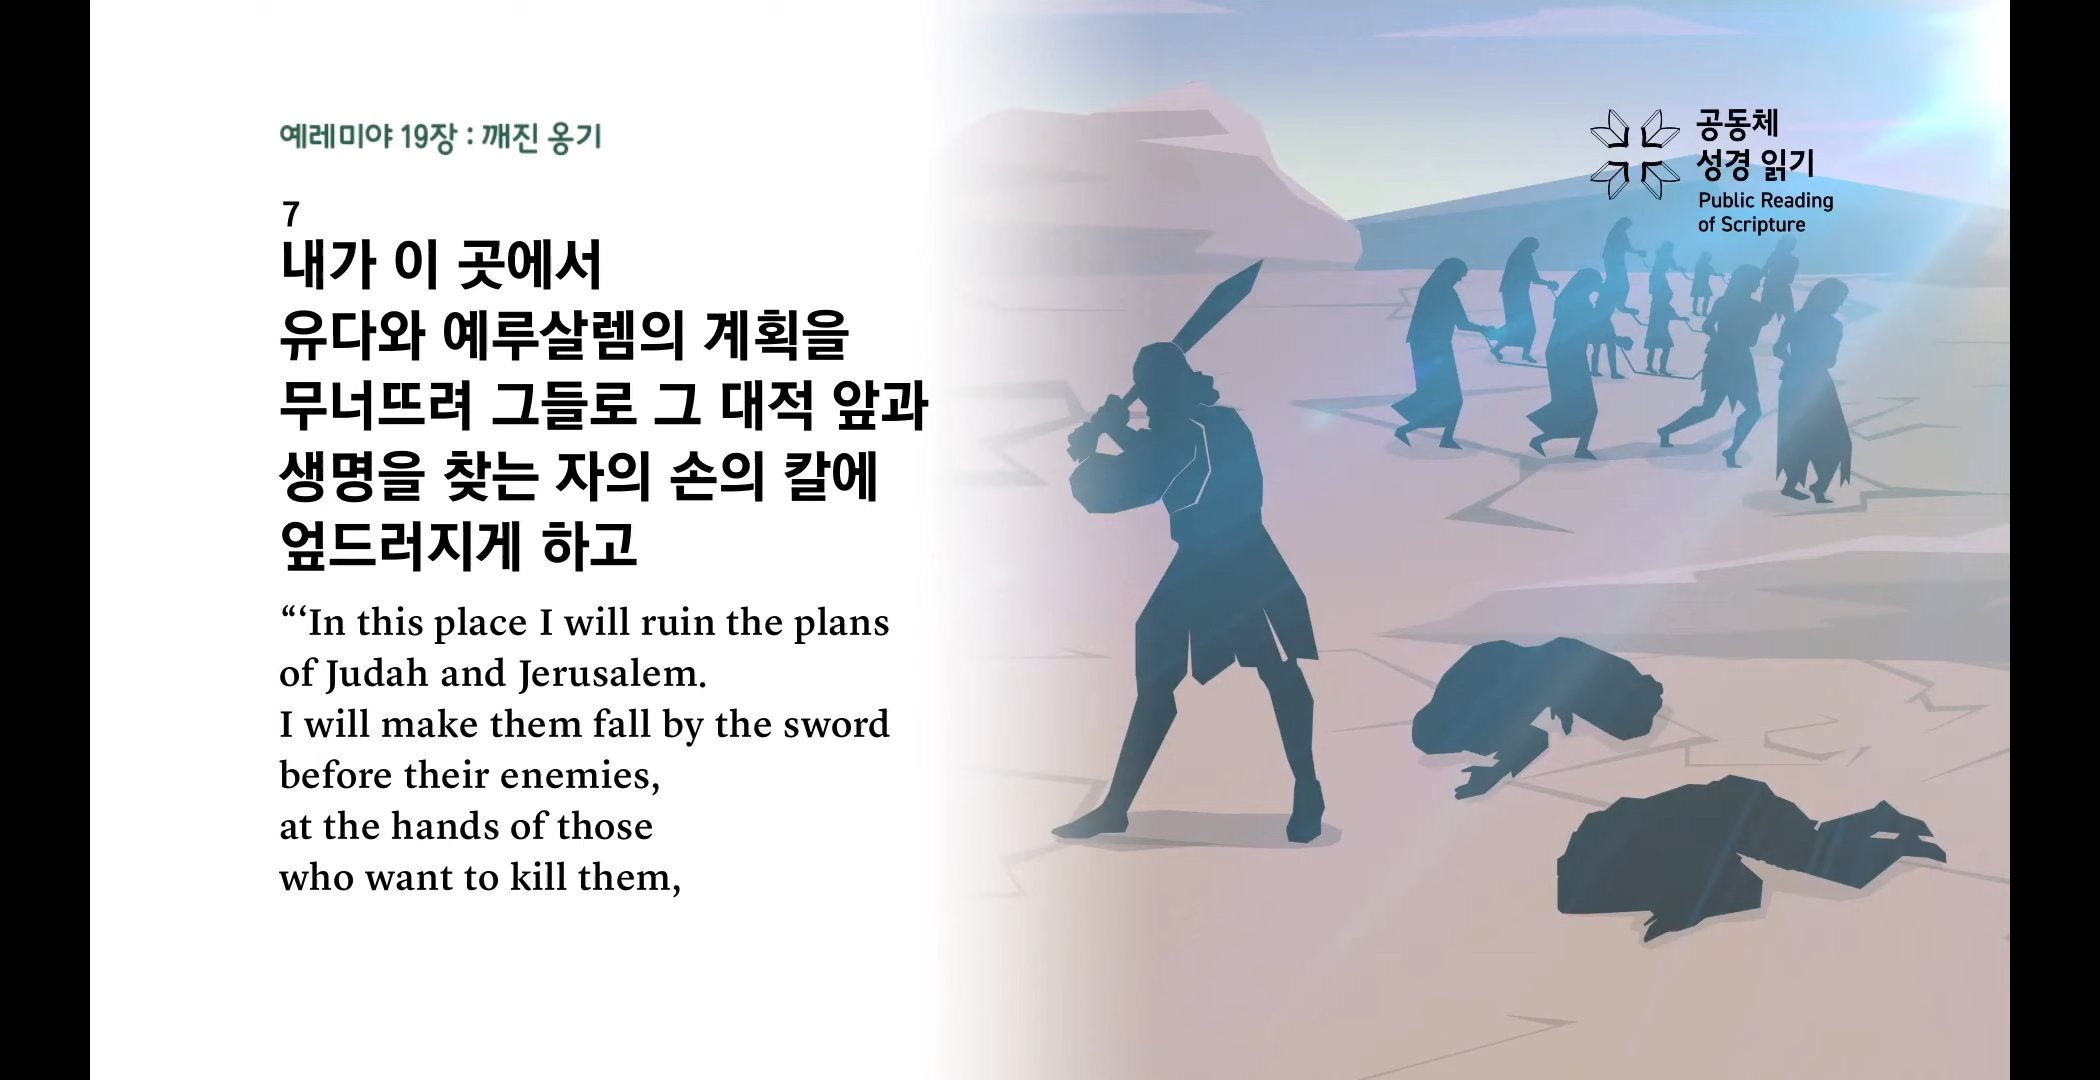 예레미야 19장 : 깨진 옹기
7
내가 이 곳에서
유다와 예루살렘의 계획을
무너뜨려 그들로 그 대적 앞과
생명을 찾는 자의 손의 칼에
엎드러지게 하고
“‘In this place I will ruin the plans
of Judah and Jerusalem.
I will make them fall by the sword
before their enemies,
at the hands of those
who want to kill them,
공동체
성경 읽기
Public Reading
of Scripture